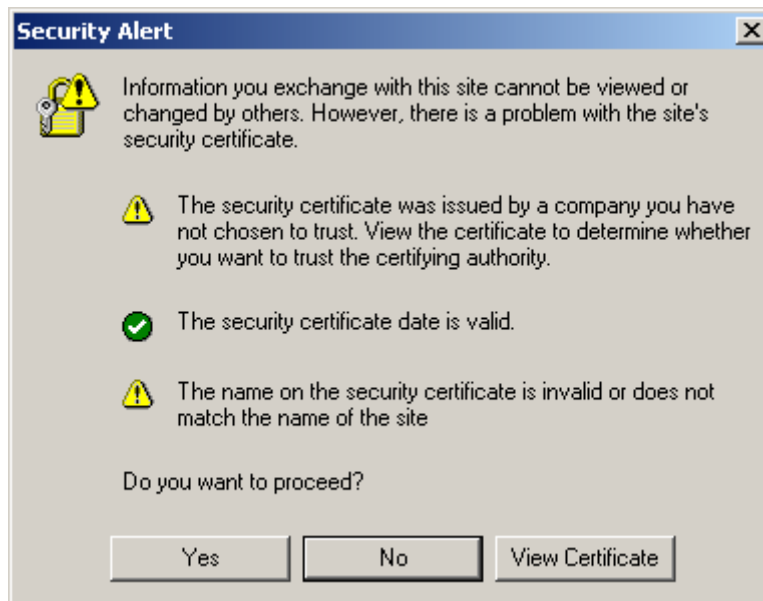 Security Alert
Information you exchange with this site cannot be viewed or
changed by others. However, there is a problem with the site's
security certificate.
The security certificate was issued by a company you have
not chosen to trust. View the certificate to determine whether
you want to trust the certifying authority.
The security certificate date is valid.
The name on the security certificate is invalid or does not
match the name of the site
Do you want to proceed?
Yes
No
View Certificate